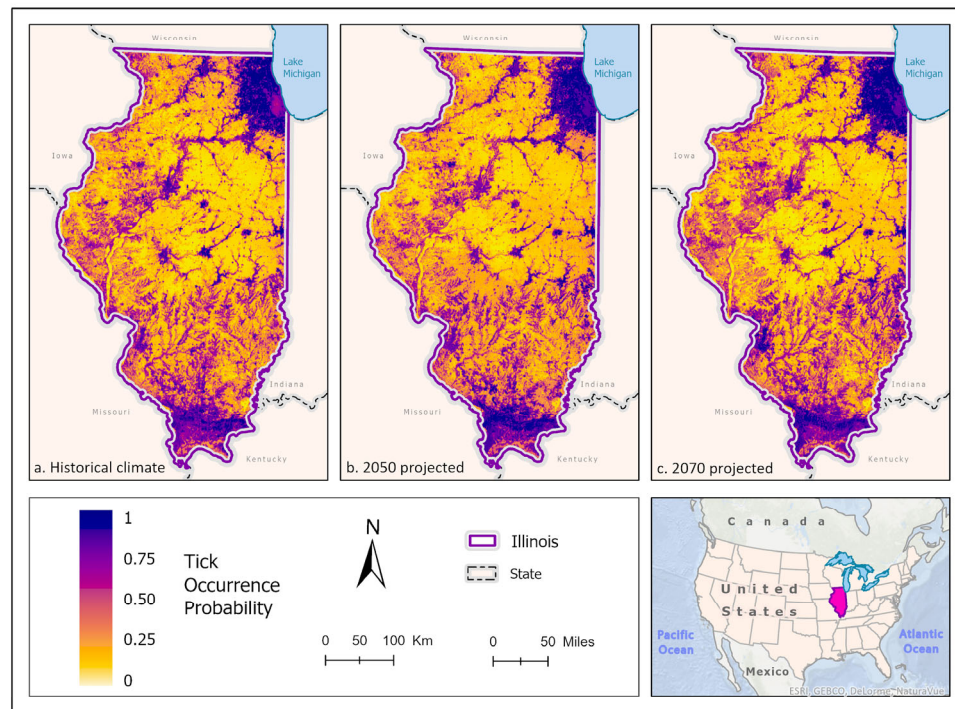 Wisconsin
Lake
Michigan
Iowa
Indiana
Missouri
Kentucky
a. Historical climate
Wisconsin
Lake
Michigan
Iowa
Indiana
Missouri
Kentucky
b. 2050 projected
Wisconsin
Lake
Michigan
Iowa
Indiana
Missouri
Kentucky
c. 2070 projected
1
0.75
0.50
0.25
0
Tick
Occurrence
Probability
N
Illinois
State
0 50 100 Km
0 50 Miles
Canada
United
States
Pacific
Ocean
Atlantic
Ocean
Mexico
ESRI, GEBCO, DeLorme, NaturaVue